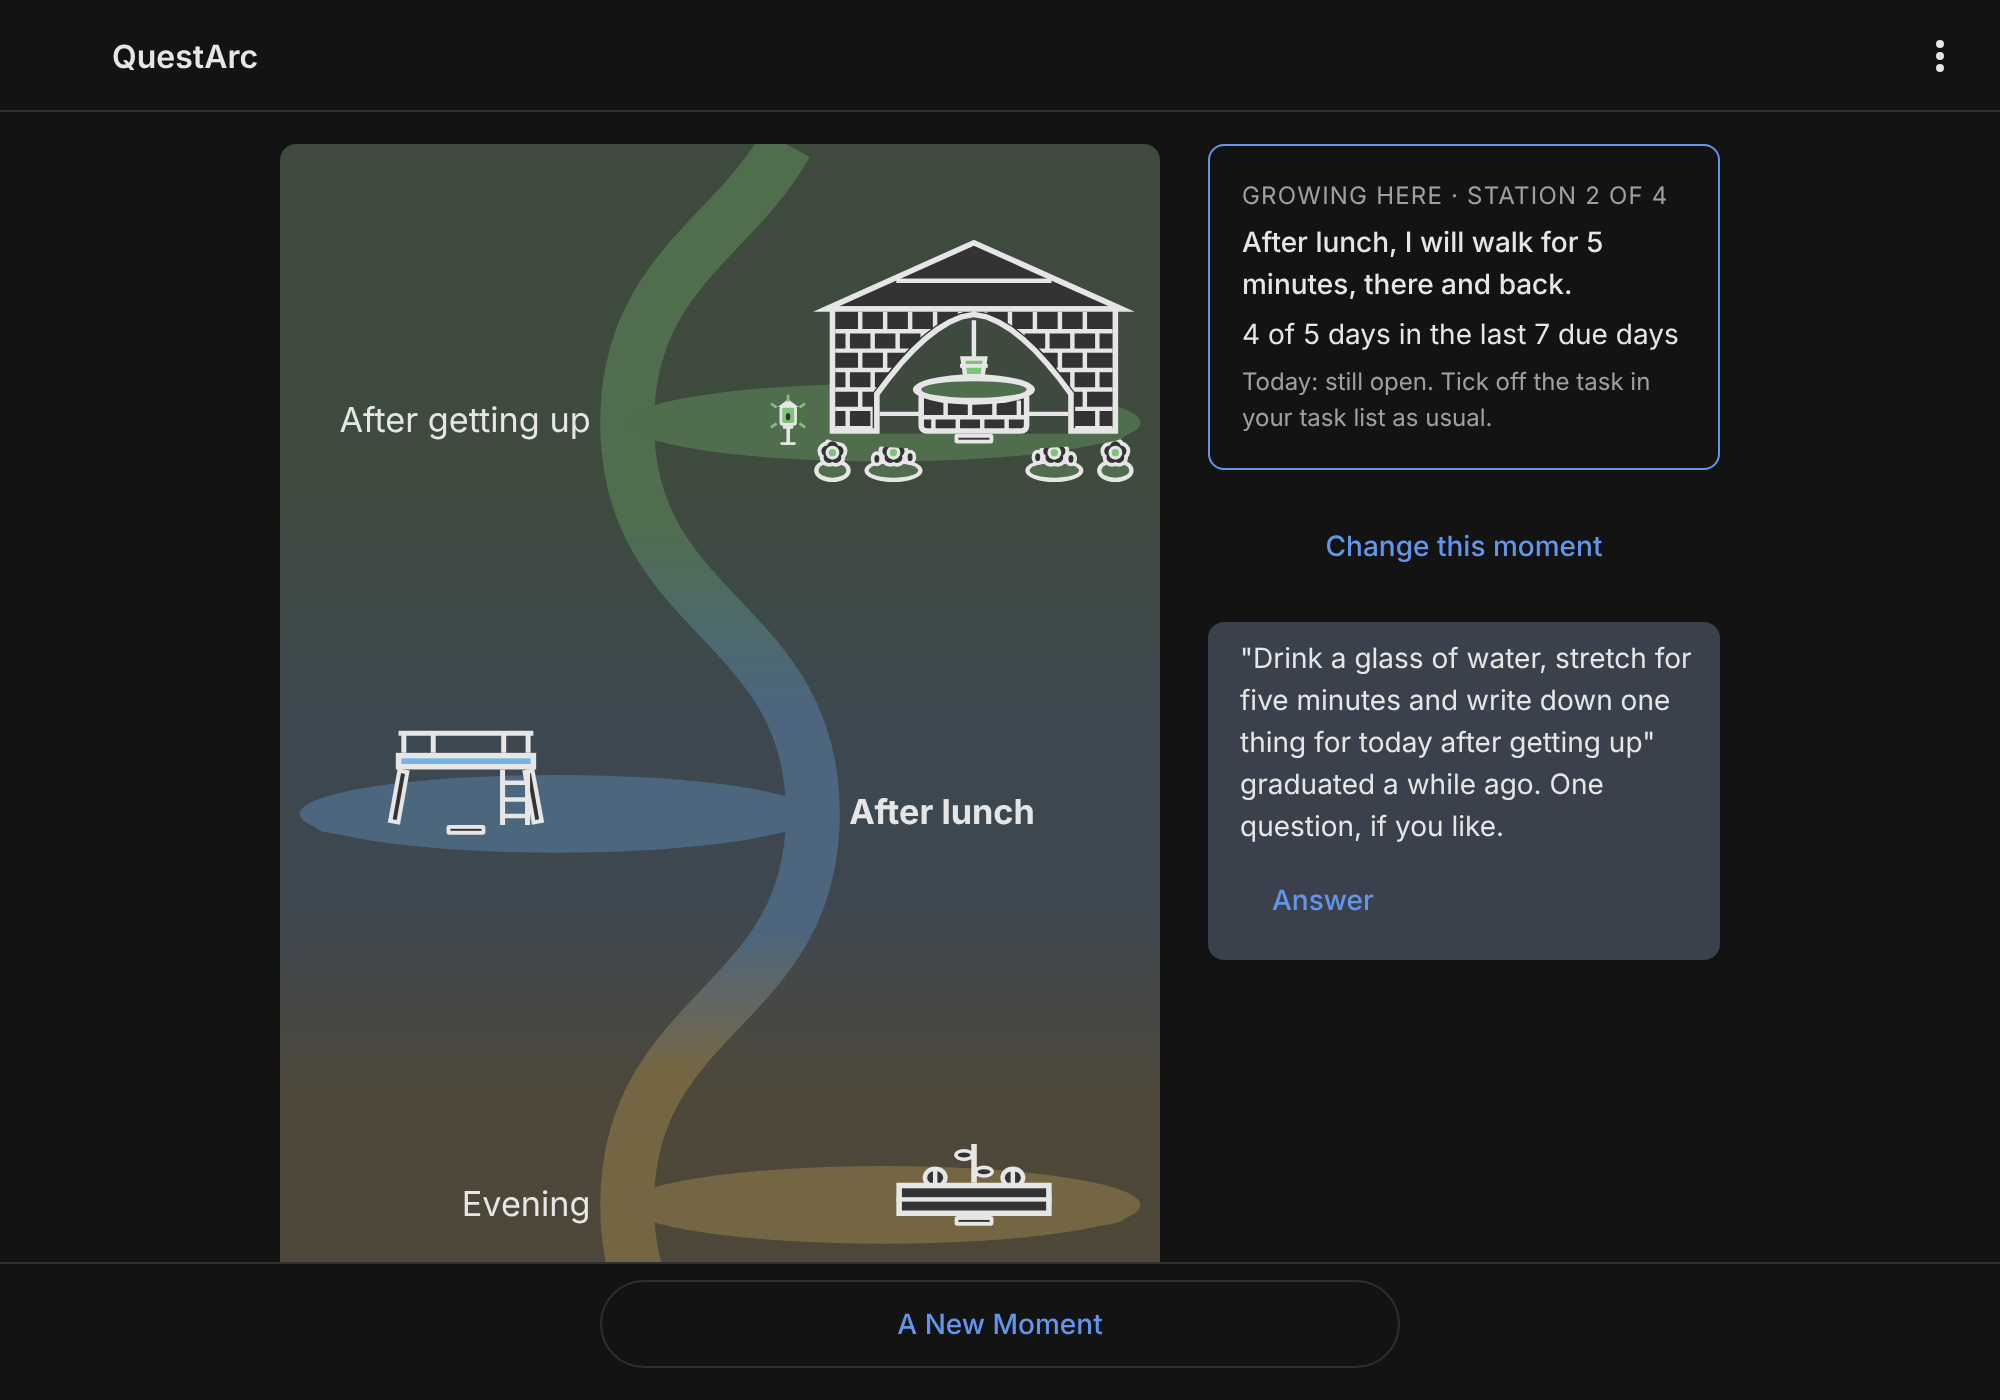 QuestArc
After getting up
After lunch
Evening
GROWING HERE · STATION 2 OF 4
After lunch, I will walk for 5
minutes, there and back.
4 of 5 days in the last 7 due days
Today: still open. Tick off the task in
your task list as usual.
Change this moment
"Drink a glass of water, stretch for
five minutes and write down one
thing for today after getting up"
graduated a while ago. One
question, if you like.
Answer
A New Moment